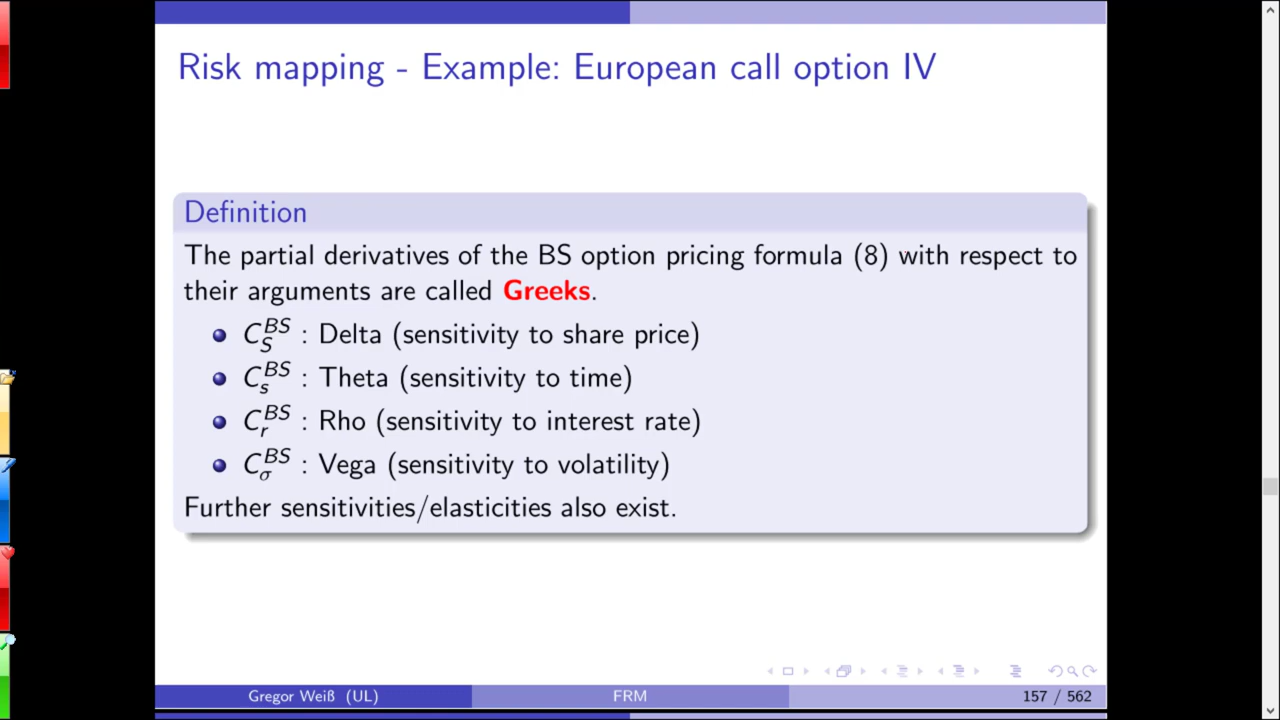 Risk mapping - Example: European call option IV
Definition
The partial derivatives of the BS option pricing formula (8) with respect to
their arguments are called Greeks.
C_S^{BS} : Delta (sensitivity to share price)
C_s^{BS} : Theta (sensitivity to time)
C_r^{BS} : Rho (sensitivity to interest rate)
C_σ^{BS} : Vega (sensitivity to volatility)
Further sensitivities/elasticities also exist.
Gregor Weiß (UL) FRM 157 / 562